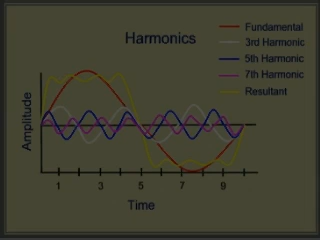 Harmonics
Fundamental
3rd Harmonic
5th Harmonic
7th Harmonic
Resultant
Amplitude
1 3 5 7 9
Time